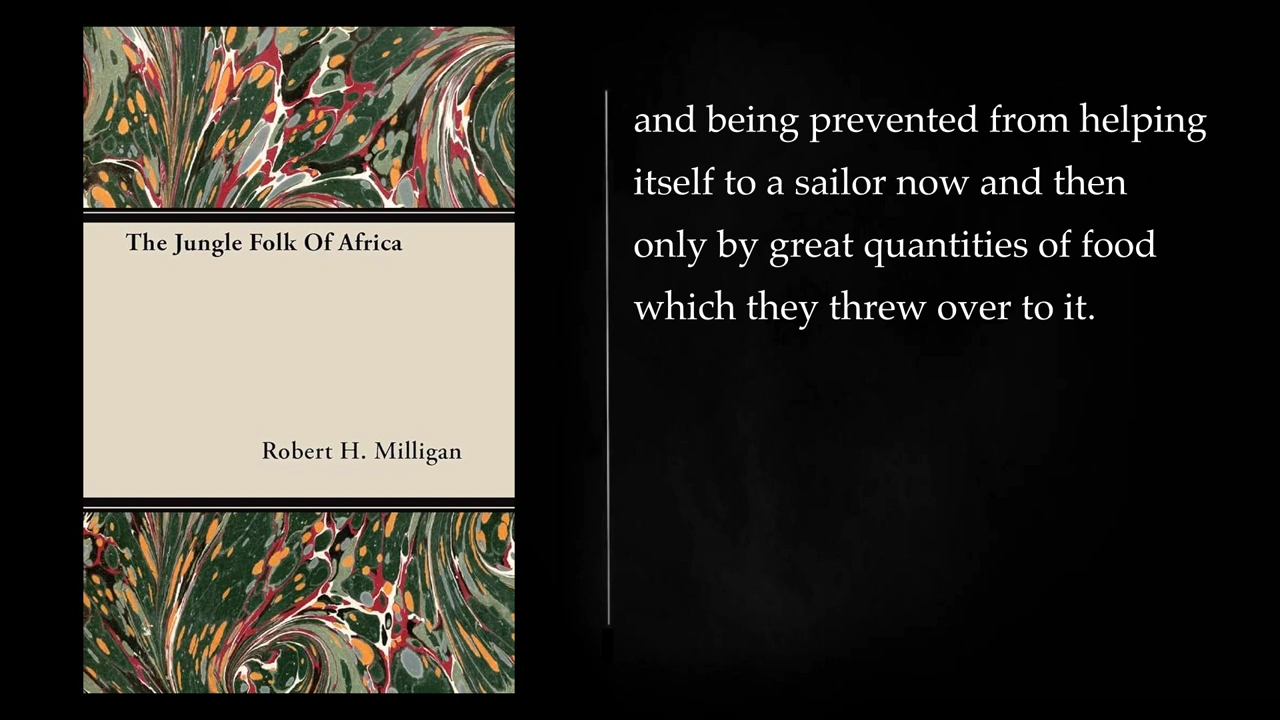 The Jungle Folk Of Africa
Robert H. Milligan
and being prevented from helping
itself to a sailor now and then
only by great quantities of food
which they threw over to it.